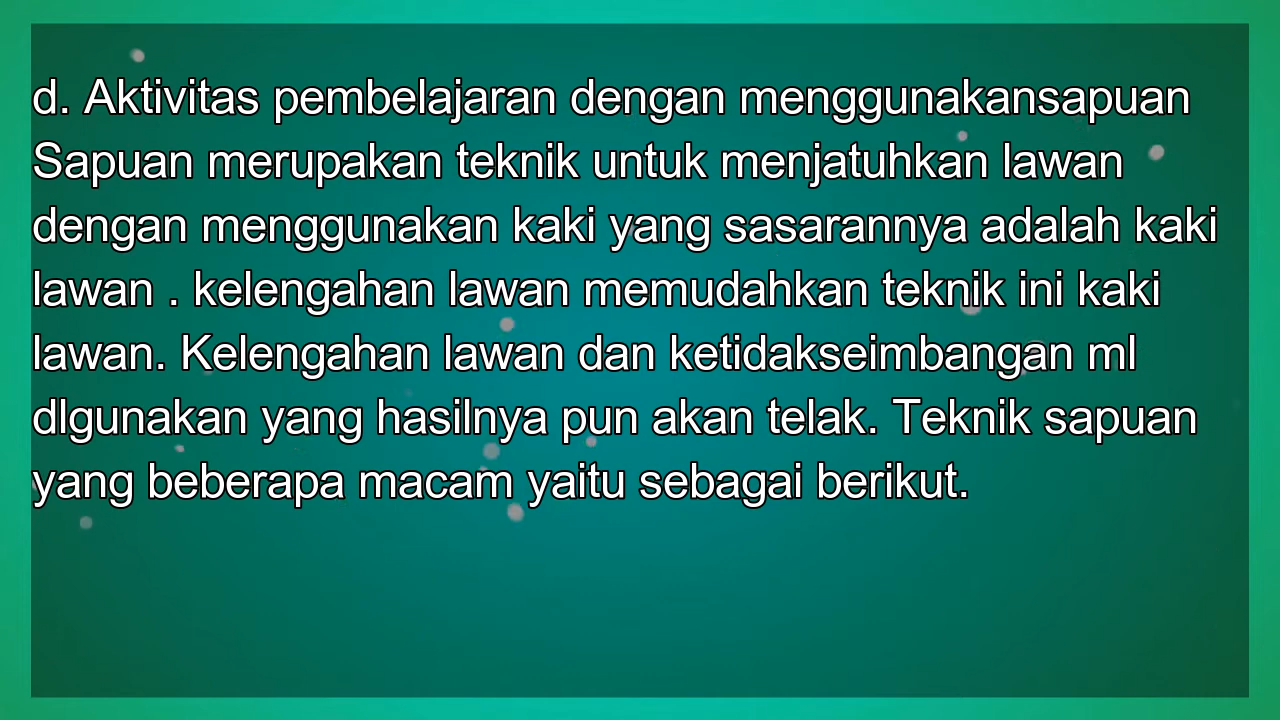 d. Aktivitas pembelajaran dengan menggunakansapuan
Sapuan merupakan teknik untuk menjatuhkan lawan
dengan menggunakan kaki yang sasarannya adalah kaki
lawan . kelengahan lawan memudahkan teknik ini kaki
lawan. Kelengahan lawan dan ketidakseimbangan ml
dlgunakan yang hasilnya pun akan telak. Teknik sapuan
yang beberapa macam yaitu sebagai berikut.